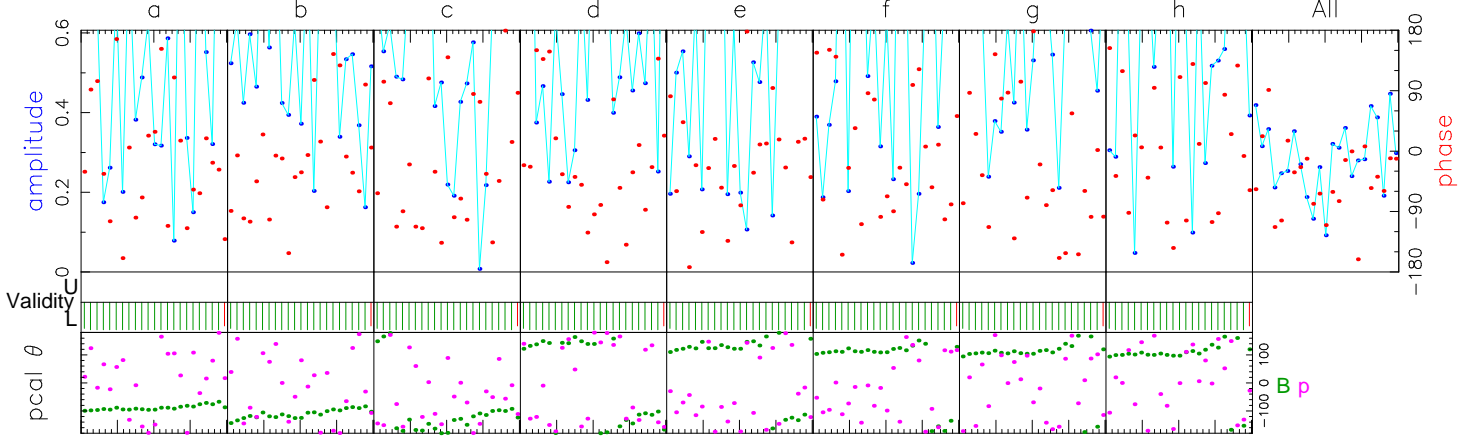 a b c d e f g h All
amplitude
0 0.2 0.4 0.6
180 90 0 −90 −180
phase
U
Validity
L
pcal θ
100 0 −100
B p